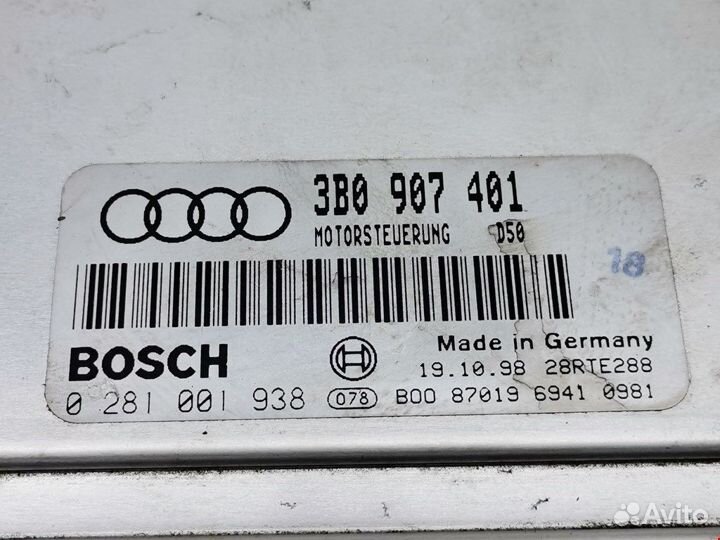 3B0 907 401
MOTORSTEUERUNG D50
18
BOSCH
Made in Germany
19.10.98 28RTE288
0 281 001 938 078 B00 87019 6941 0981
Avito